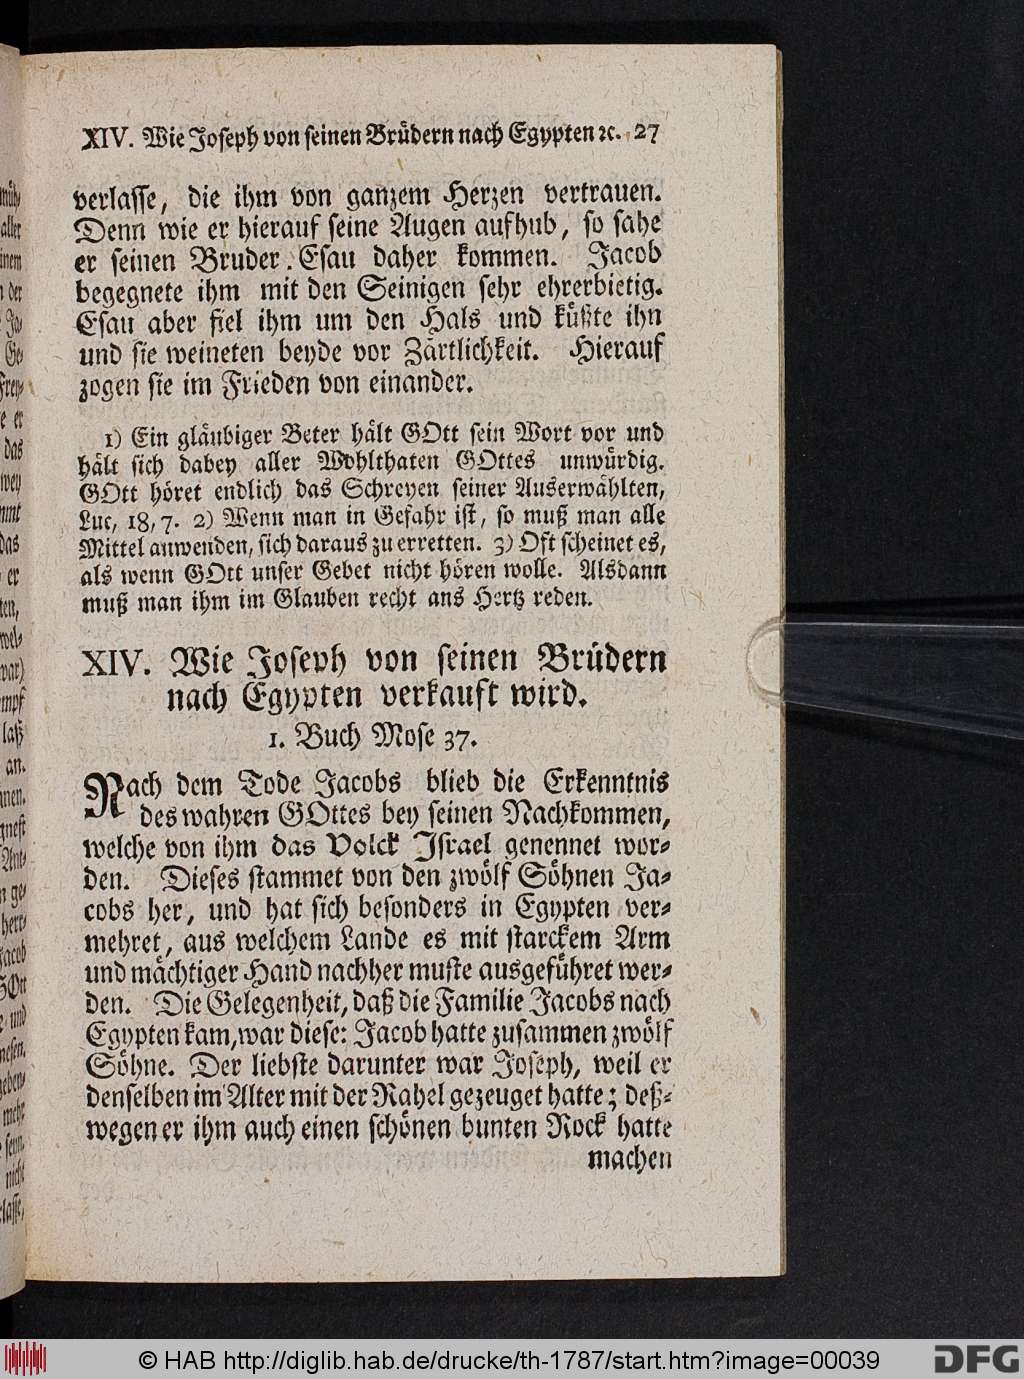 XIV. Wie Joseph von seinen Brüdern nach Egypten ꝛc. 27
verlasse, die ihm von ganzem Herzen vertrauen.
Denn wie er hierauf seine Augen aufhub, so sahe
er seinen Bruder Esau daher kommen. Jacob
begegnete ihm mit den Seinigen sehr ehrerbietig.
Esau aber fiel ihm um den Hals und küßte ihn
und sie weineten beyde vor Zärtlichkeit. Hierauf
zogen sie im Frieden von einander.
1) Ein gläubiger Beter hält GOtt sein Wort vor und
hält sich dabey aller Wohlthaten GOttes unwürdig.
GOtt höret endlich das Schreyen seiner Auserwählten,
Luc, 18, 7. 2) Wenn man in Gefahr ist, so muß man alle
Mittel anwenden, sich daraus zu erretten. 3) Oft scheinet es,
als wenn GOtt unser Gebet nicht hören wolle. Alsdann
muß man ihm im Glauben recht ans Hertz reden.
XIV. Wie Joseph von seinen Brüdern
nach Egypten verkauft wird.
1. Buch Mose 37.
Nach dem Tode Jacobs blieb die Erkenntnis
des wahren GOttes bey seinen Nachkommen,
welche von ihm das Volck Israel genennet wor-
den. Dieses stammet von den zwölf Söhnen Ja-
cobs her, und hat sich besonders in Egypten ver-
mehret, aus welchem Lande es mit starckem Arm
und mächtiger Hand nachher muste ausgeführet wer-
den. Die Gelegenheit, daß die Familie Jacobs nach
Egypten kam, war diese: Jacob hatte zusammen zwölf
Söhne. Der liebste darunter war Joseph, weil er
denselben im Alter mit der Rahel gezeuget hatte; deß-
wegen er ihm auch einen schönen bunten Rock hatte
machen
© HAB http://diglib.hab.de/drucke/th-1787/start.htm?image=00039
DFG